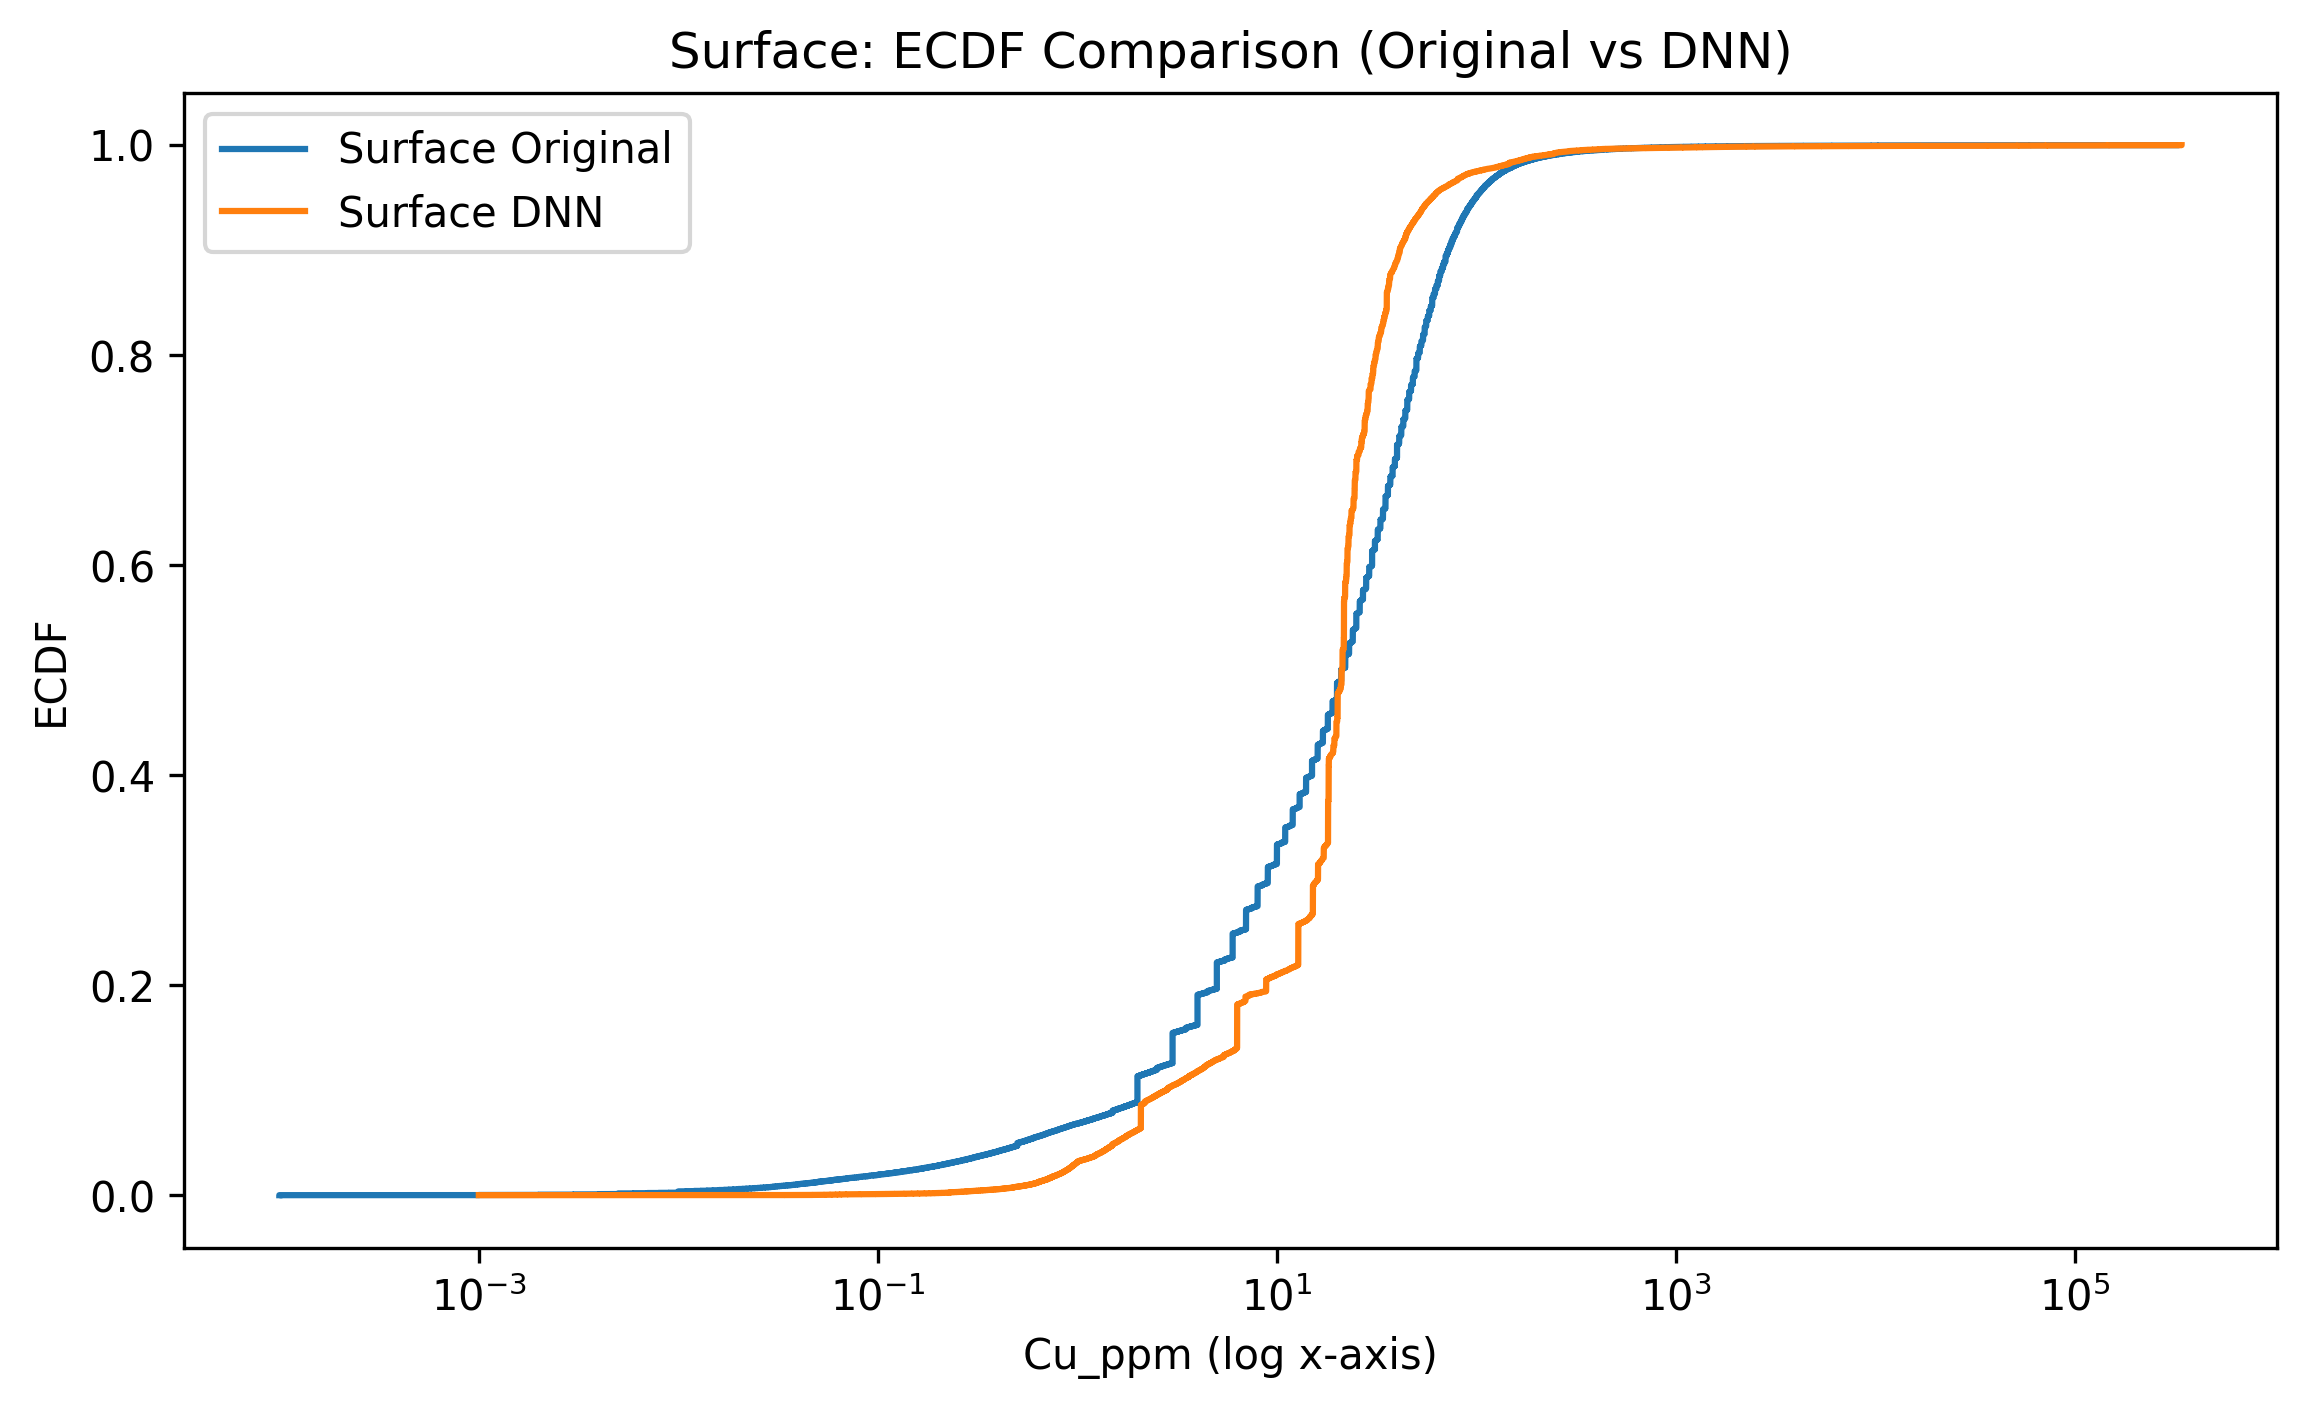 Surface: ECDF Comparison (Original vs DNN)
Surface Original
Surface DNN
1.0
0.8
0.6
0.4
0.2
0.0
ECDF
10⁻³ 10⁻¹ 10¹ 10³ 10⁵
Cu_ppm (log x-axis)